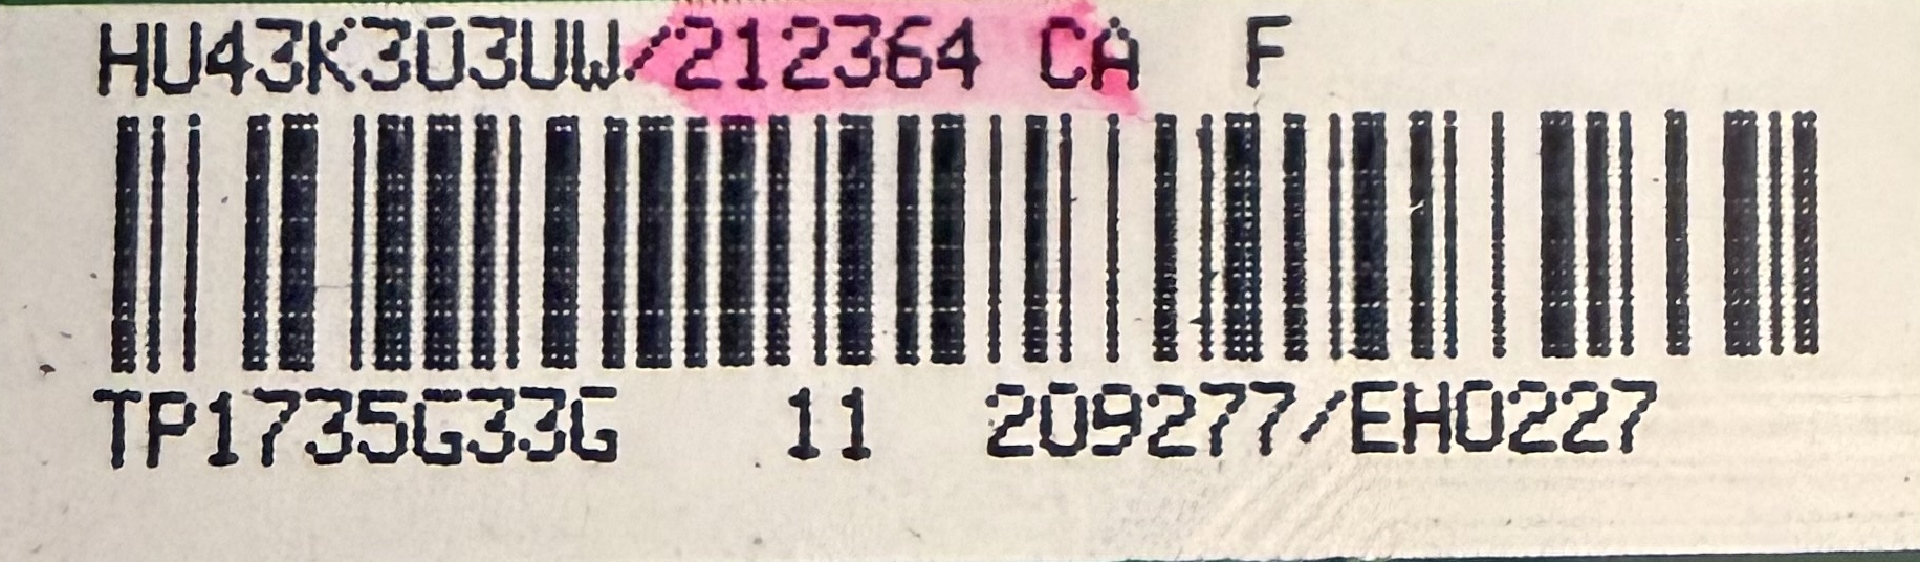 HU43K303UW/212364 CA F
TP1735G33G 11 209277/EH0227